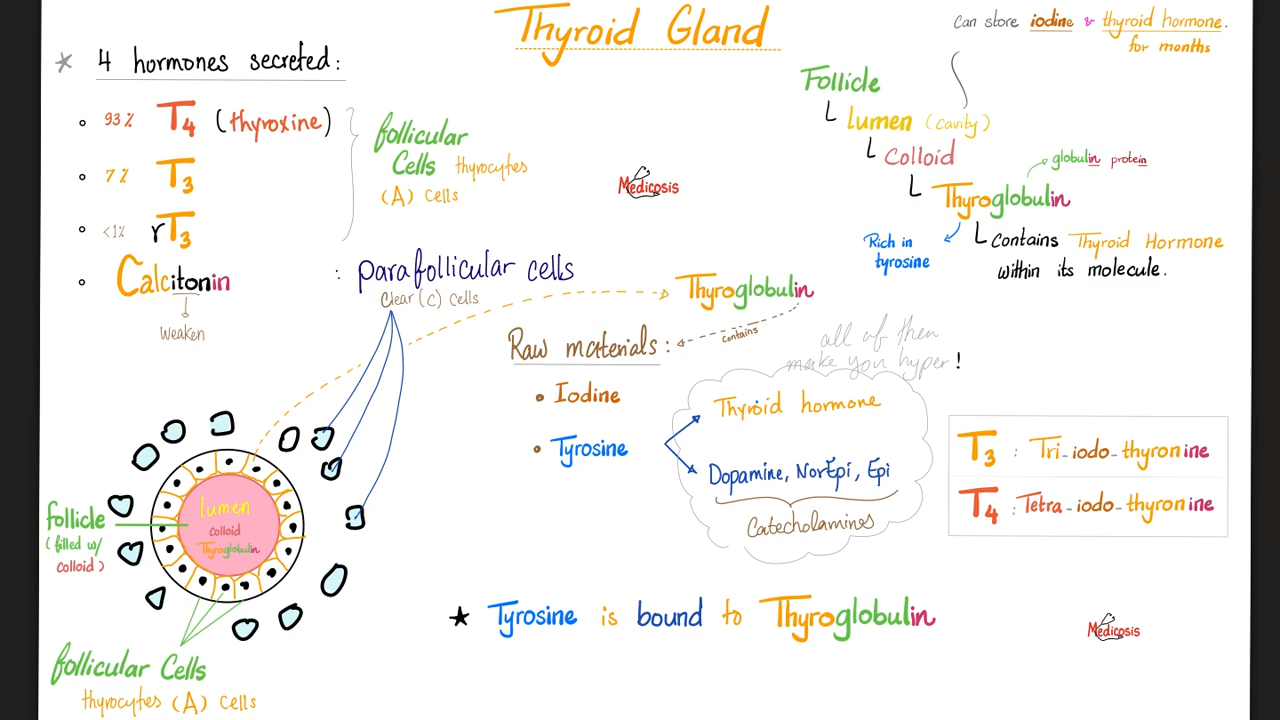 Thyroid Gland
Can store iodine & thyroid hormone.
for months
* 4 hormones secreted:
93% T4 (thyroxine)
7% T3
<1% rT3
Calcitonin
Weaken
follicular
Cells thyrocytes
(A) Cells
: parafollicular cells
Clear (C) Cells
Medicosis
Follicle
Lumen (cavity)
Colloid
Thyroglobulin
globulin protein
Rich in
tyrosine
Contains Thyroid Hormone
within its molecule.
Thyroglobulin
contains
Raw materials:
• Iodine
• Tyrosine
all of then
make you hyper!
Thyroid hormone
Dopamine, NorEpi, Epi
Catecholamines
T3 : Tri-iodo-thyronine
T4 : Tetra-iodo-thyronine
lumen
colloid
Thyroglobulin
follicle
(filled w/
colloid)
follicular Cells
thyrocytes (A) Cells
★ Tyrosine is bound to Thyroglobulin
Medicosis